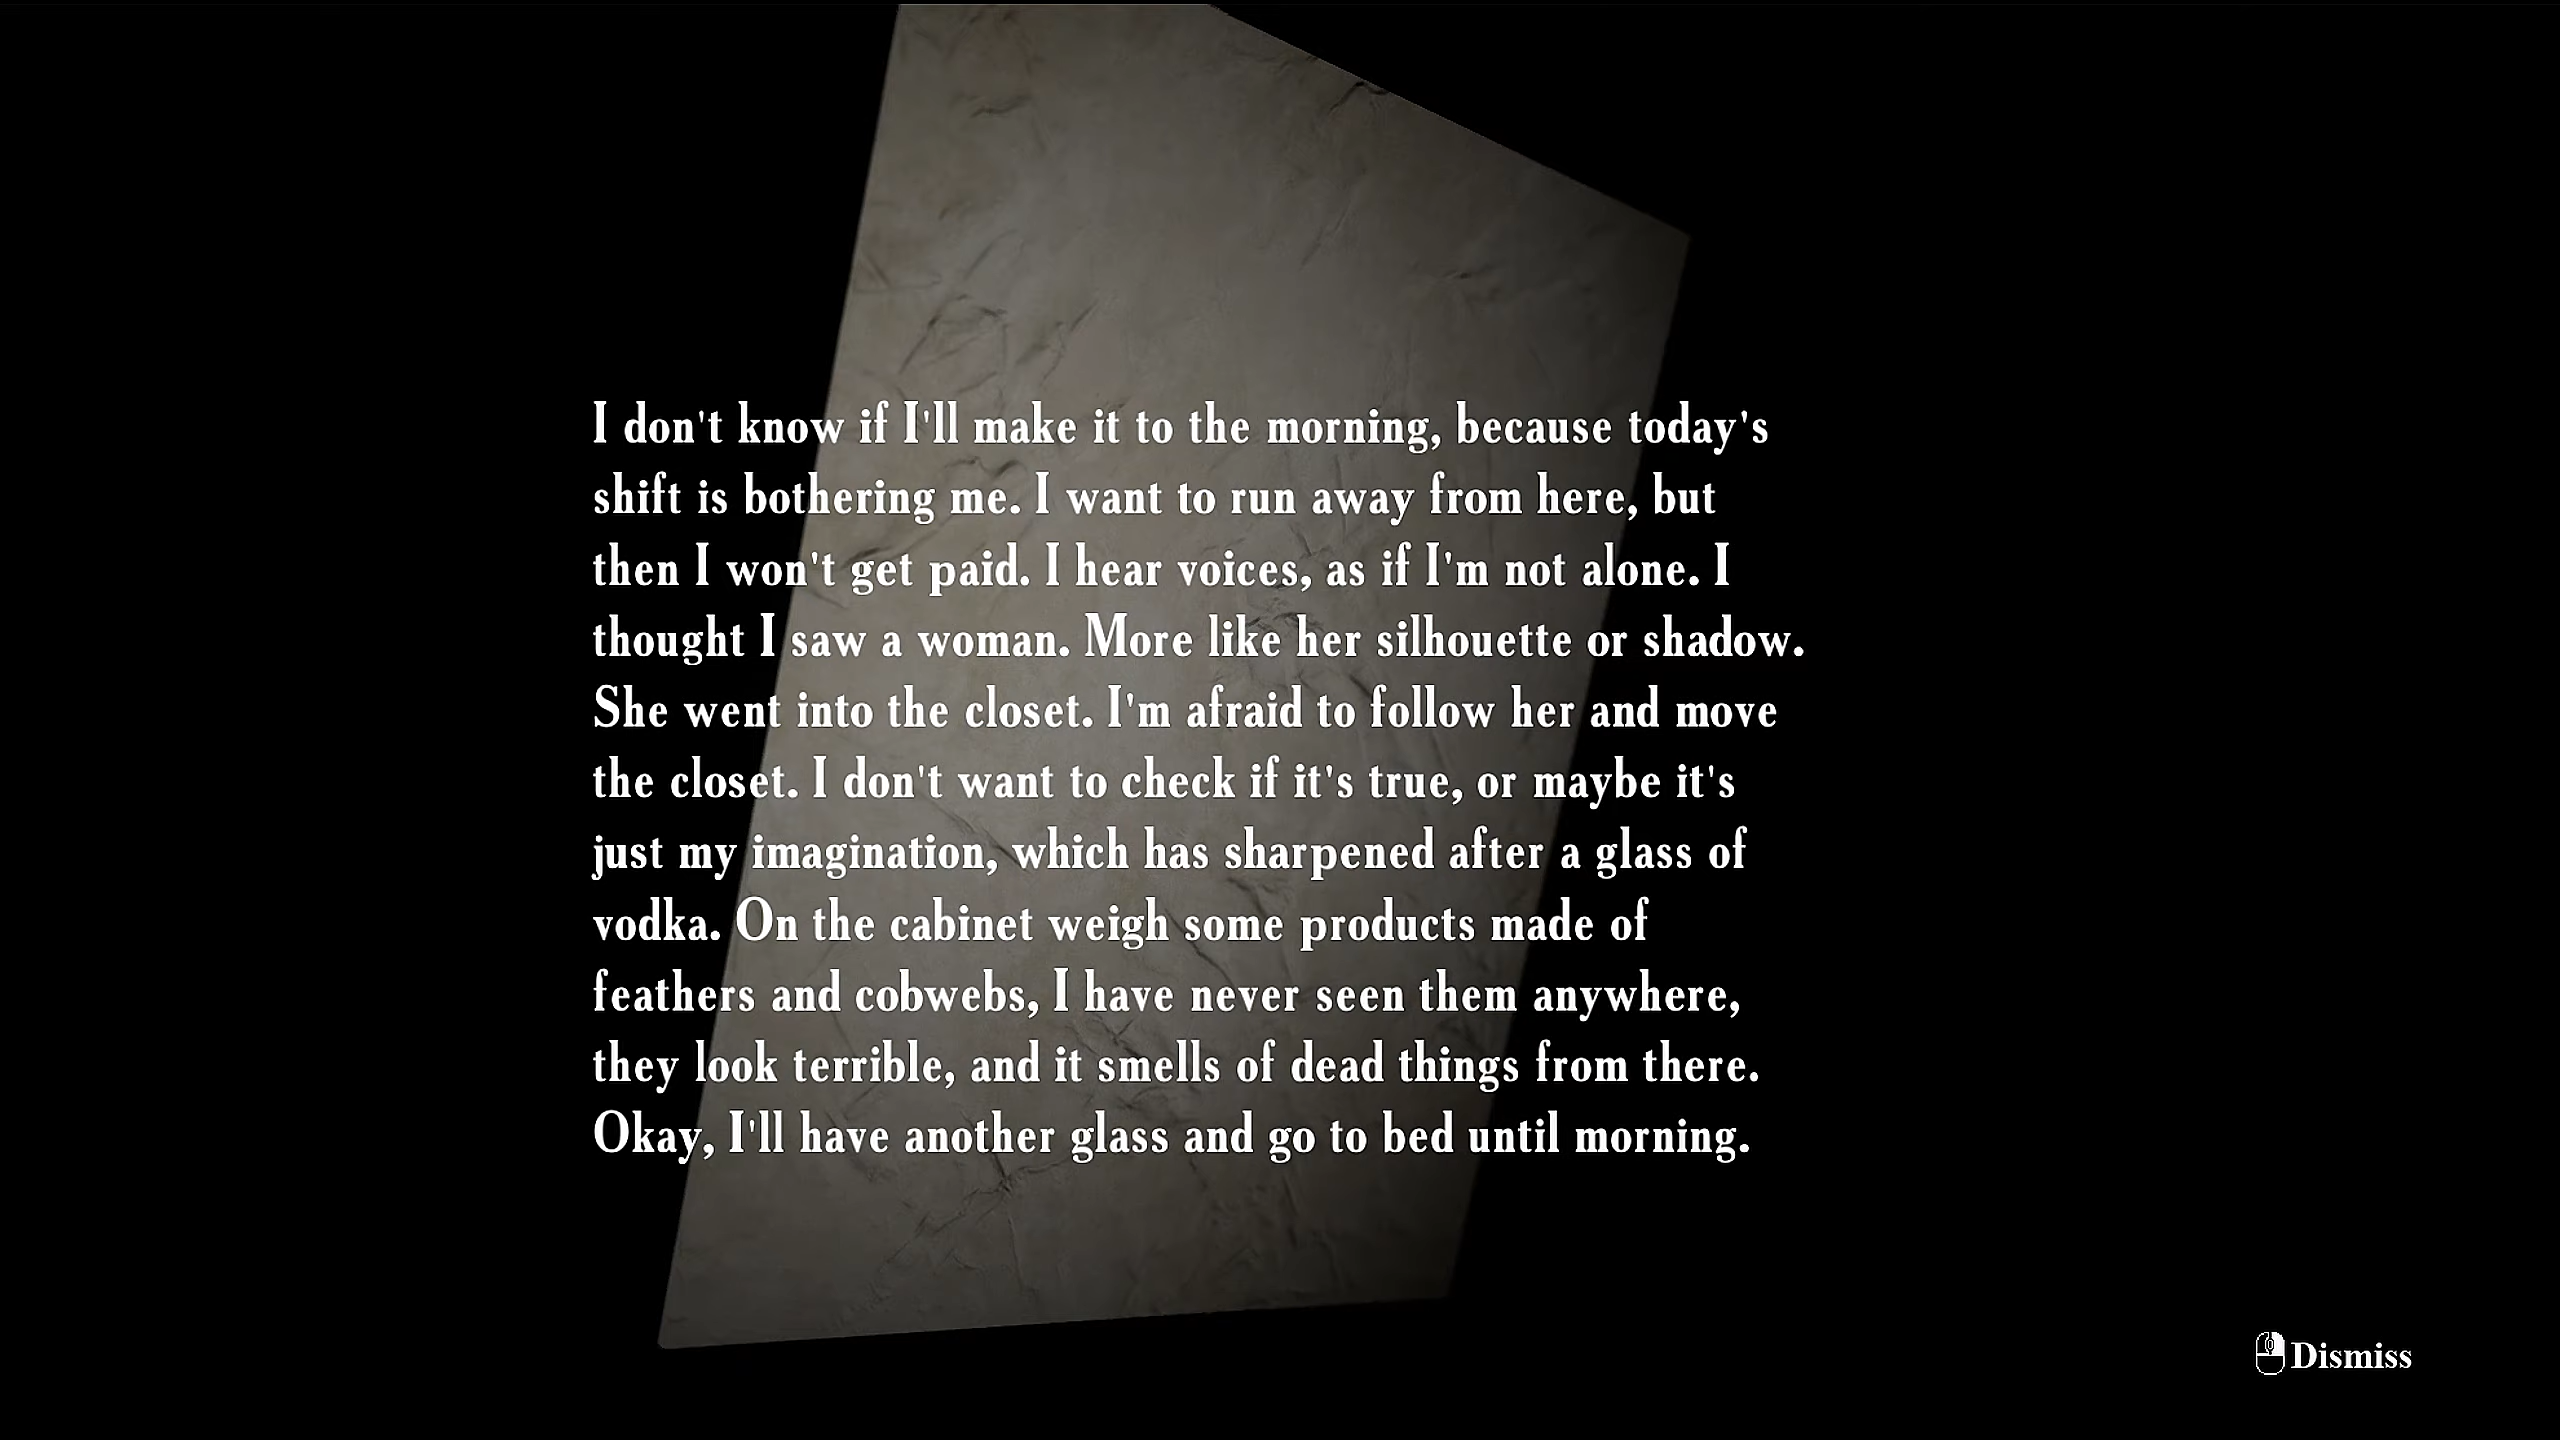 I don't know if I'll make it to the morning, because today's
shift is bothering me. I want to run away from here, but
then I won't get paid. I hear voices, as if I'm not alone. I
thought I saw a woman. More like her silhouette or shadow.
She went into the closet. I'm afraid to follow her and move
the closet. I don't want to check if it's true, or maybe it's
just my imagination, which has sharpened after a glass of
vodka. On the cabinet weigh some products made of
feathers and cobwebs, I have never seen them anywhere,
they look terrible, and it smells of dead things from there.
Okay, I'll have another glass and go to bed until morning.
Dismiss